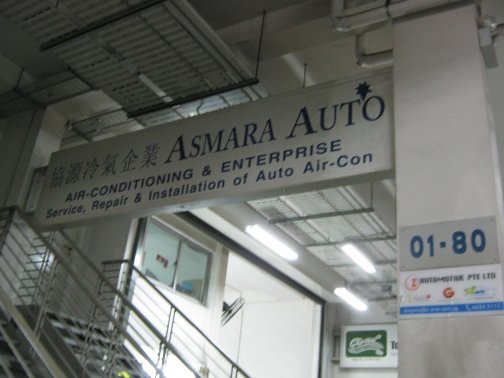 協源冷氣企業 ASMARA AUTO
AIR-CONDITIONING & ENTERPRISE
Service, Repair & Installation of Auto Air-Con
01-80
AUTOMOTIVE PTE LTD